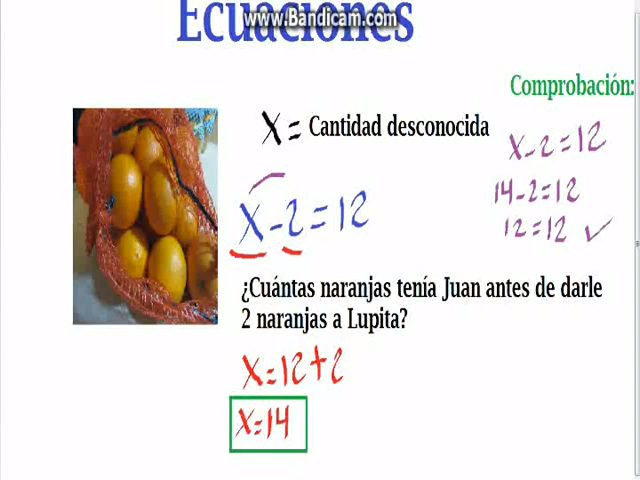 Ecuaciones
www.Bandicam.com
Comprobación:
X = Cantidad desconocida
X-2=12
14-2=12
12=12 ✓
X-2=12
¿Cuántas naranjas tenía Juan antes de darle
2 naranjas a Lupita?
X=12+2
X=14